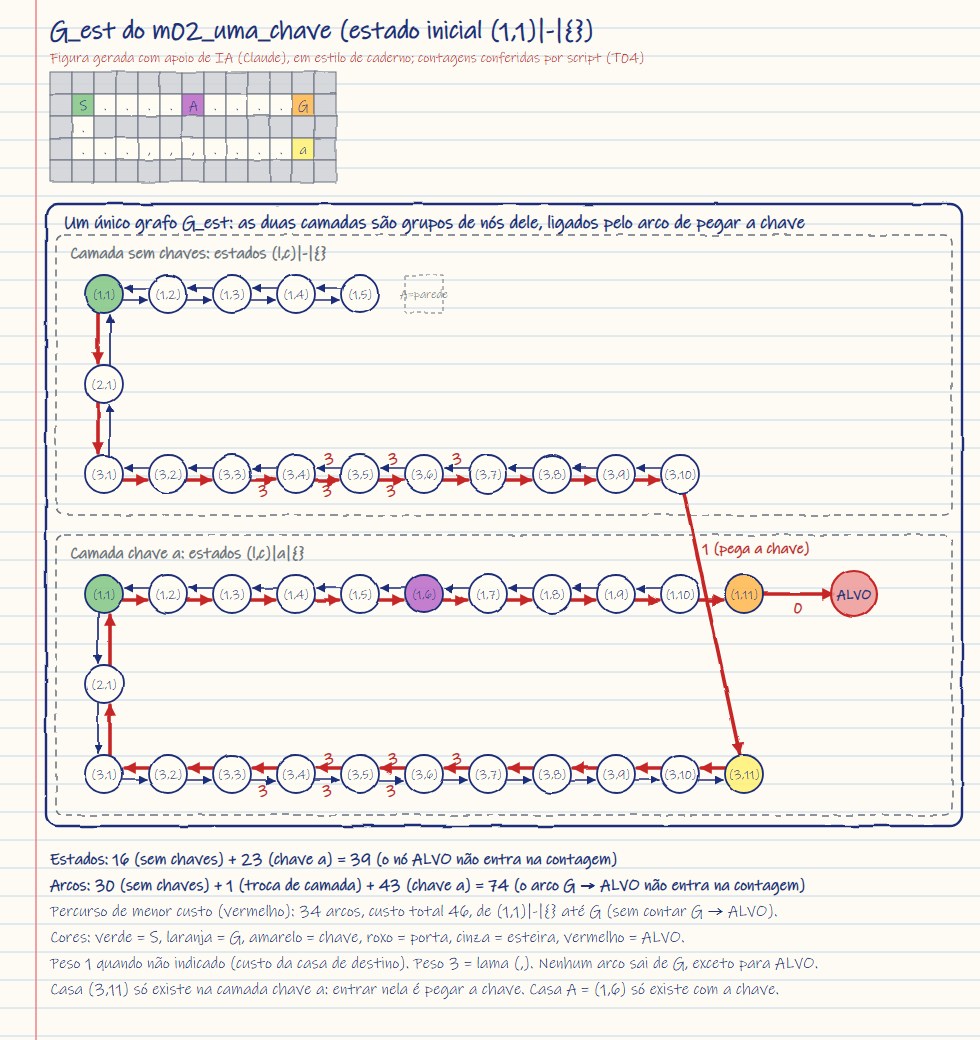 G_est do m02_uma_chave (estado inicial (1,1)|-|{})
Figura gerada com apoio de IA (Claude), em estilo de caderno; contagens conferidas por script (T04)
S . . . . A . . . . G
.
. . . , , , . . . . a
Um único grafo G_est: as duas camadas são grupos de nós dele, ligados pelo arco de pegar a chave
Camada sem chaves: estados (l,c)|-|{}
(1,1) (1,2) (1,3) (1,4) (1,5) A=parede
(2,1)
3 3 3
(3,1) (3,2) (3,3) (3,4) (3,5) (3,6) (3,7) (3,8) (3,9) (3,10)
3 3 3
1 (pega a chave)
Camada chave a: estados (l,c)|a|{}
(1,1) (1,2) (1,3) (1,4) (1,5) (1,6) (1,7) (1,8) (1,9) (1,10) (1,11) ALVO
0
(2,1)
3 3 3
(3,1) (3,2) (3,3) (3,4) (3,5) (3,6) (3,7) (3,8) (3,9) (3,10) (3,11)
3 3 3
Estados: 16 (sem chaves) + 23 (chave a) = 39 (o nó ALVO não entra na contagem)
Arcos: 30 (sem chaves) + 1 (troca de camada) + 43 (chave a) = 74 (o arco G → ALVO não entra na contagem)
Percurso de menor custo (vermelho): 34 arcos, custo total 46, de (1,1)|-|{} até G (sem contar G → ALVO).
Cores: verde = S, laranja = G, amarelo = chave, roxo = porta, cinza = esteira, vermelho = ALVO.
Peso 1 quando não indicado (custo da casa de destino). Peso 3 = lama (,). Nenhum arco sai de G, exceto para ALVO.
Casa (3,11) só existe na camada chave a: entrar nela é pegar a chave. Casa A = (1,6) só existe com a chave.